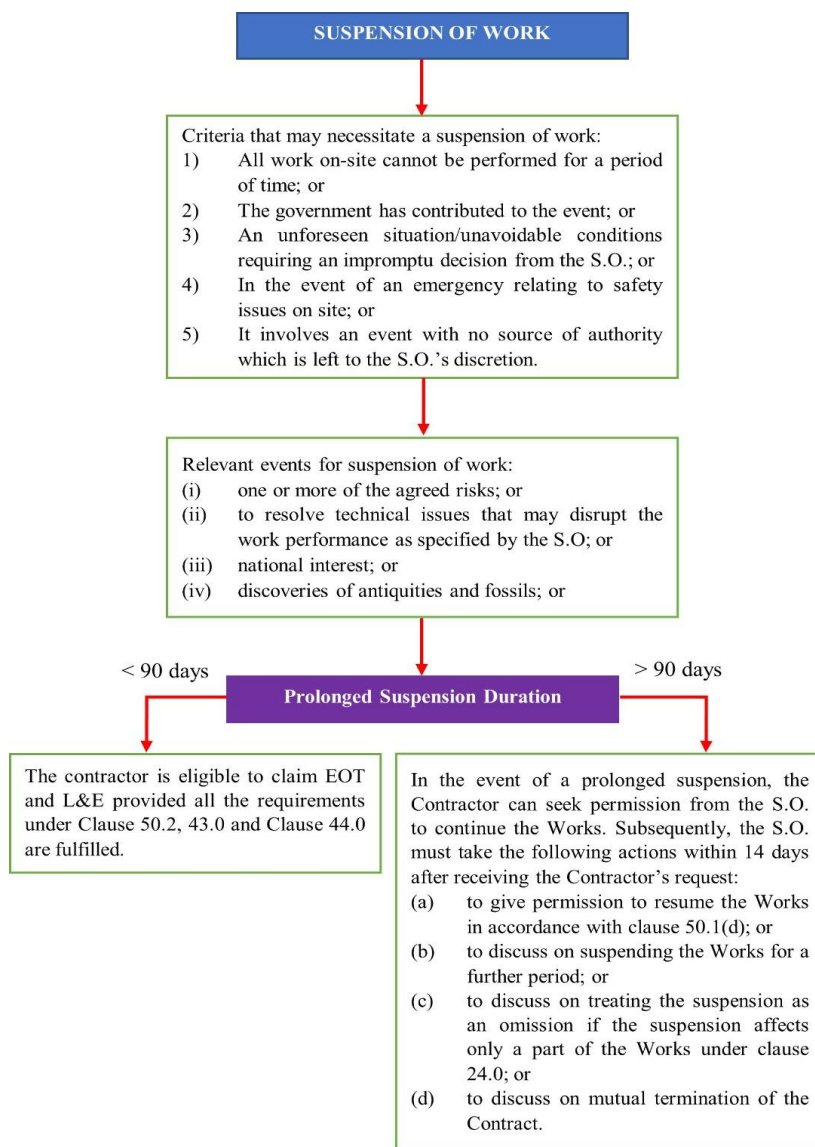 SUSPENSION OF WORK
Criteria that may necessitate a suspension of work:
1) All work on-site cannot be performed for a period
of time; or
2) The government has contributed to the event; or
3) An unforeseen situation/unavoidable conditions
requiring an impromptu decision from the S.O.; or
4) In the event of an emergency relating to safety
issues on site; or
5) It involves an event with no source of authority
which is left to the S.O.'s discretion.
Relevant events for suspension of work:
(i) one or more of the agreed risks; or
(ii) to resolve technical issues that may disrupt the
work performance as specified by the S.O; or
(iii) national interest; or
(iv) discoveries of antiquities and fossils; or
< 90 days
> 90 days
Prolonged Suspension Duration
The contractor is eligible to claim EOT
and L&E provided all the requirements
under Clause 50.2, 43.0 and Clause 44.0
are fulfilled.
In the event of a prolonged suspension, the
Contractor can seek permission from the S.O.
to continue the Works. Subsequently, the S.O.
must take the following actions within 14 days
after receiving the Contractor's request:
(a) to give permission to resume the Works
in accordance with clause 50.1(d); or
(b) to discuss on suspending the Works for a
further period; or
(c) to discuss on treating the suspension as
an omission if the suspension affects
only a part of the Works under clause
24.0; or
(d) to discuss on mutual termination of the
Contract.